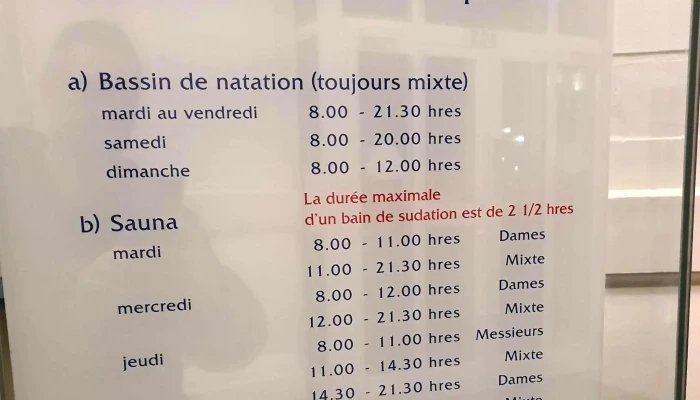 a) Bassin de natation (toujours mixte)
mardi au vendredi 8.00 - 21.30 hres
samedi 8.00 - 20.00 hres
dimanche 8.00 - 12.00 hres
La durée maximale
d'un bain de sudation est de 2 1/2 hres
b) Sauna
mardi 8.00 - 11.00 hres Dames
11.00 - 21.30 hres Mixte
mercredi 8.00 - 12.00 hres Dames
12.00 - 21.30 hres Mixte
jeudi 8.00 - 11.00 hres Messieurs
11.00 - 14.30 hres Mixte
14.30 - 21.30 hres Dames
Mixte